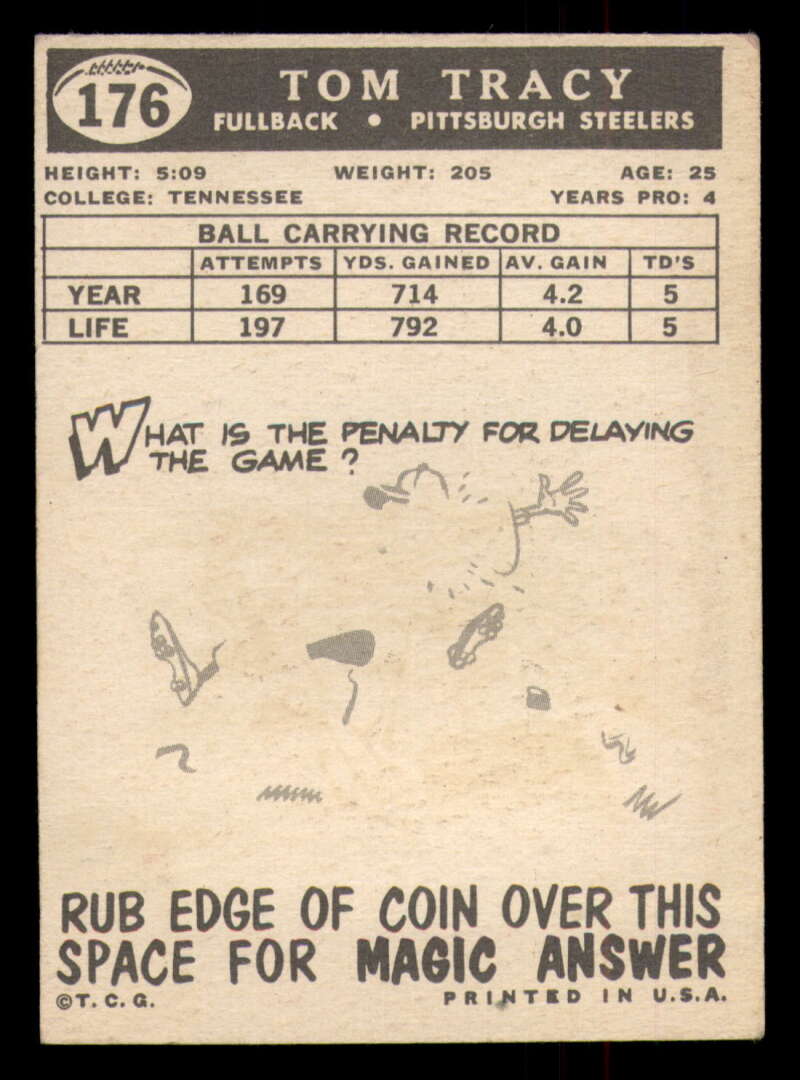 176
TOM TRACY
FULLBACK • PITTSBURGH STEELERS
HEIGHT: 5:09 WEIGHT: 205 AGE: 25
COLLEGE: TENNESSEE YEARS PRO: 4
BALL CARRYING RECORD
ATTEMPTS YDS. GAINED AV. GAIN TD'S
YEAR 169 714 4.2 5
LIFE 197 792 4.0 5
WHAT IS THE PENALTY FOR DELAYING
THE GAME?
RUB EDGE OF COIN OVER THIS
SPACE FOR MAGIC ANSWER
©T. C. G. PRINTED IN U.S.A.